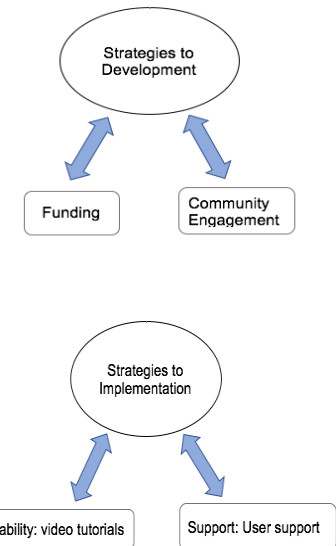 Strategies to
Development
Funding
Community
Engagement
Strategies to
Implementation
ability: video tutorials
Support: User support